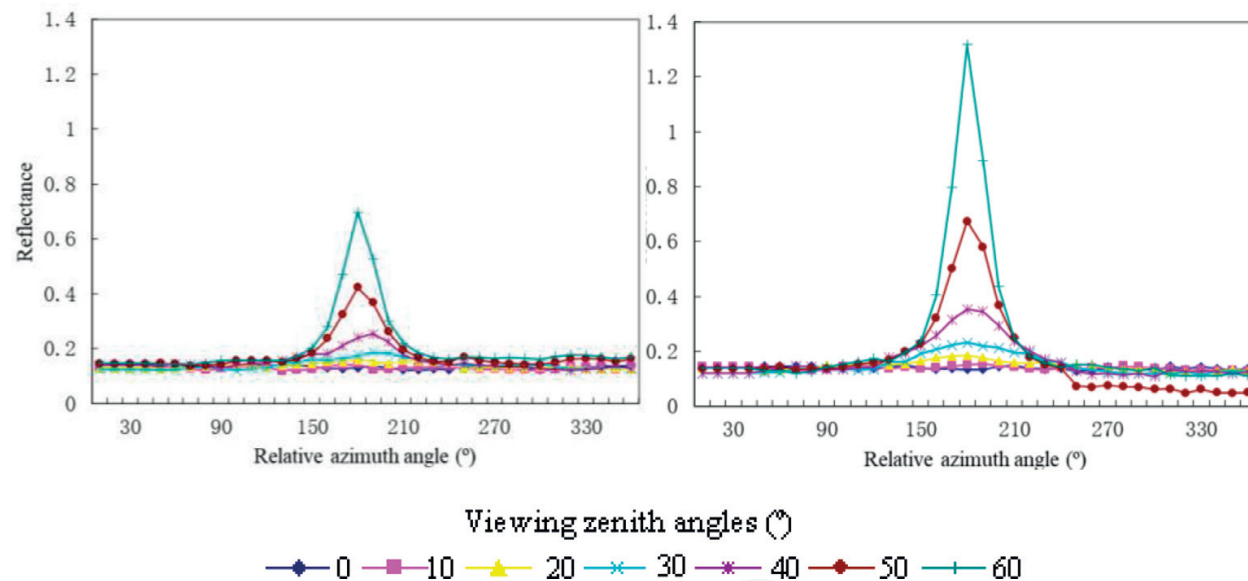 1.4
1.2
1
0.8
0.6
0.4
0.2
0
Reflectance
30 90 150 210 270 330
Relative azimuth angle (º)
1.4
1.2
1
0.8
0.6
0.4
0.2
0
30 90 150 210 270 330
Relative azimuth angle (º)
Viewing zenith angles (º)
0 10 20 30 40 50 60